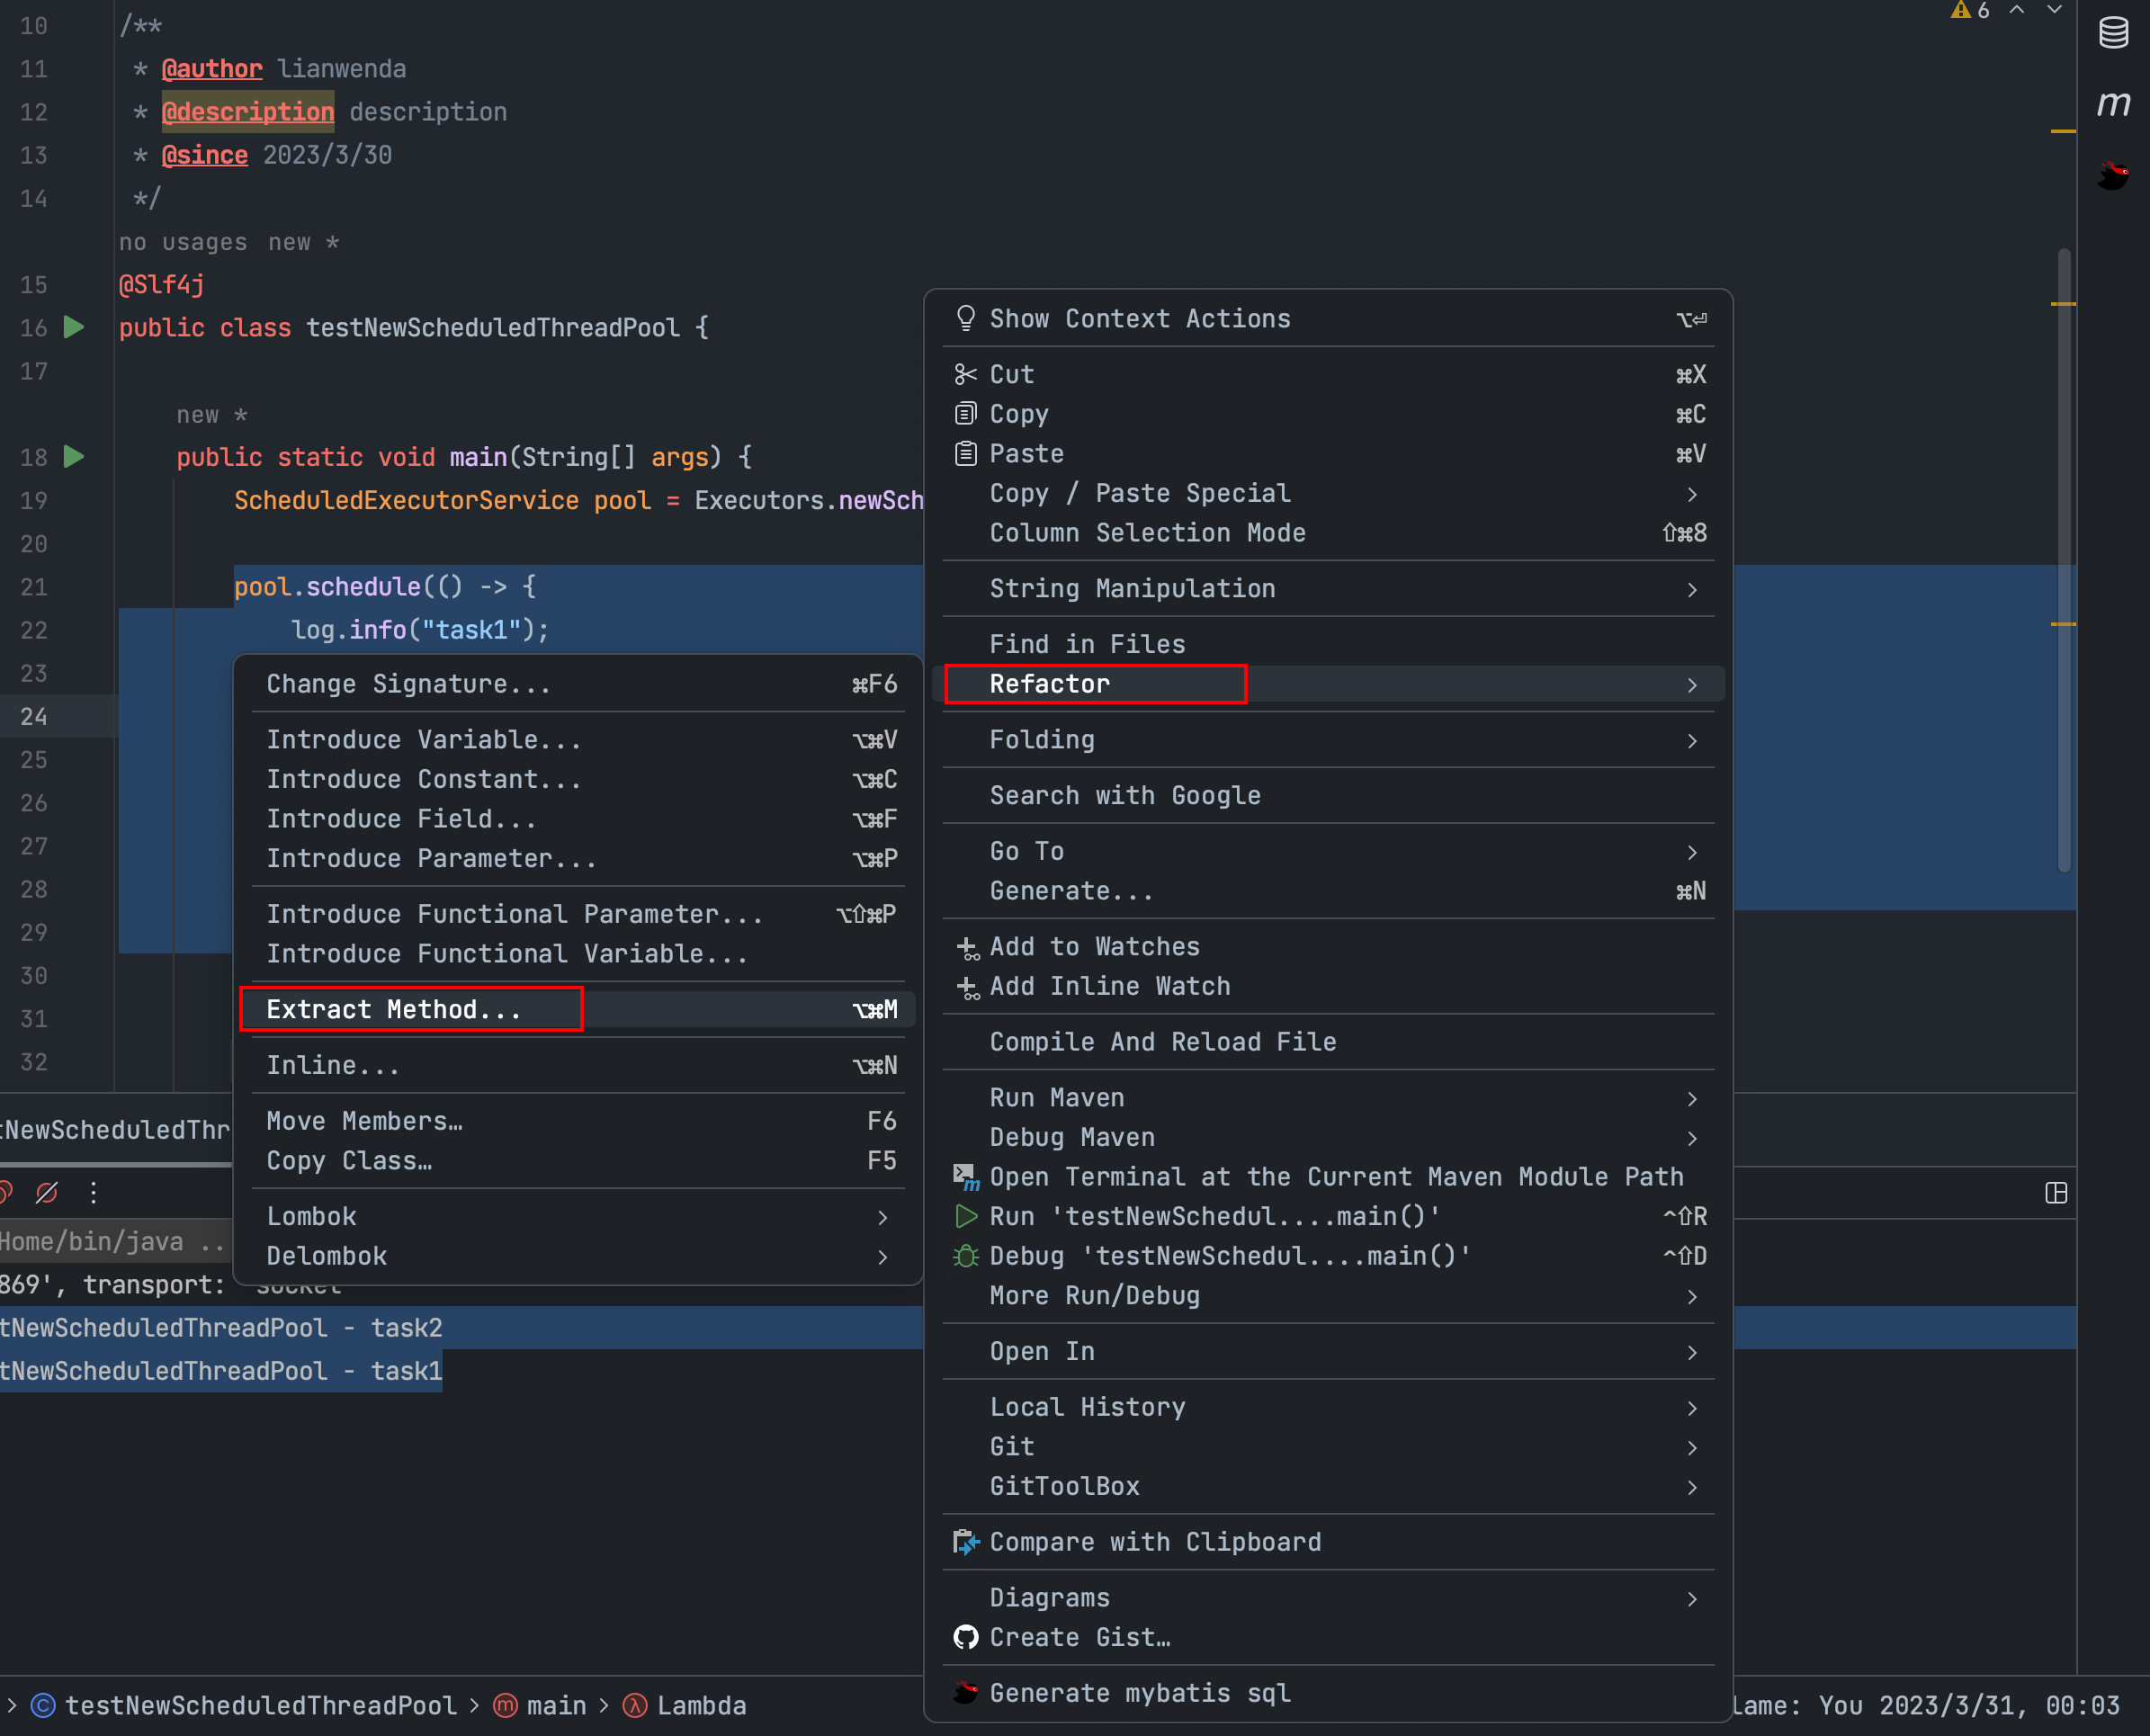 10 /**
6
11 * @author lianwenda
12 * @description description
13 * @since 2023/3/30
14 */
no usages new *
15 @Slf4j
16 public class testNewScheduledThreadPool {
17
new *
18 public static void main(String[] args) {
19 ScheduledExecutorService pool = Executors.newSch
20
21 pool.schedule(() -> {
22 log.info("task1");
23
24
25
26
27
28
29
30
31
32
Change Signature... ⌘F6
Introduce Variable... ⌥⌘V
Introduce Constant... ⌥⌘C
Introduce Field... ⌥⌘F
Introduce Parameter... ⌥⌘P
Introduce Functional Parameter... ⌥⇧⌘P
Introduce Functional Variable...
Extract Method... ⌥⌘M
Inline... ⌥⌘N
Move Members… F6
Copy Class… F5
Lombok
Delombok
Show Context Actions ⌥⏎
Cut ⌘X
Copy ⌘C
Paste ⌘V
Copy / Paste Special
Column Selection Mode ⇧⌘8
String Manipulation
Find in Files
Refactor
Folding
Search with Google
Go To
Generate... ⌘N
Add to Watches
Add Inline Watch
Compile And Reload File
Run Maven
Debug Maven
Open Terminal at the Current Maven Module Path
Run 'testNewSchedul....main()' ^⇧R
Debug 'testNewSchedul....main()' ^⇧D
More Run/Debug
Open In
Local History
Git
GitToolBox
Compare with Clipboard
Diagrams
Create Gist…
Generate mybatis sql
m
tNewScheduledThr
Home/bin/java ..
869', transport: 'socket'
tNewScheduledThreadPool - task2
tNewScheduledThreadPool - task1
> testNewScheduledThreadPool > main > Lambda
lame: You 2023/3/31, 00:03